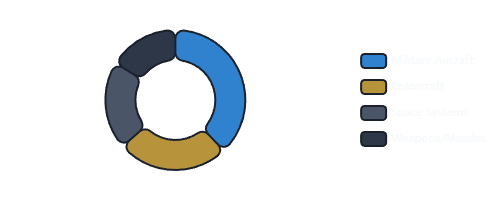 Military Aircraft
Rotorcraft
Space Systems
Weapons/Missiles